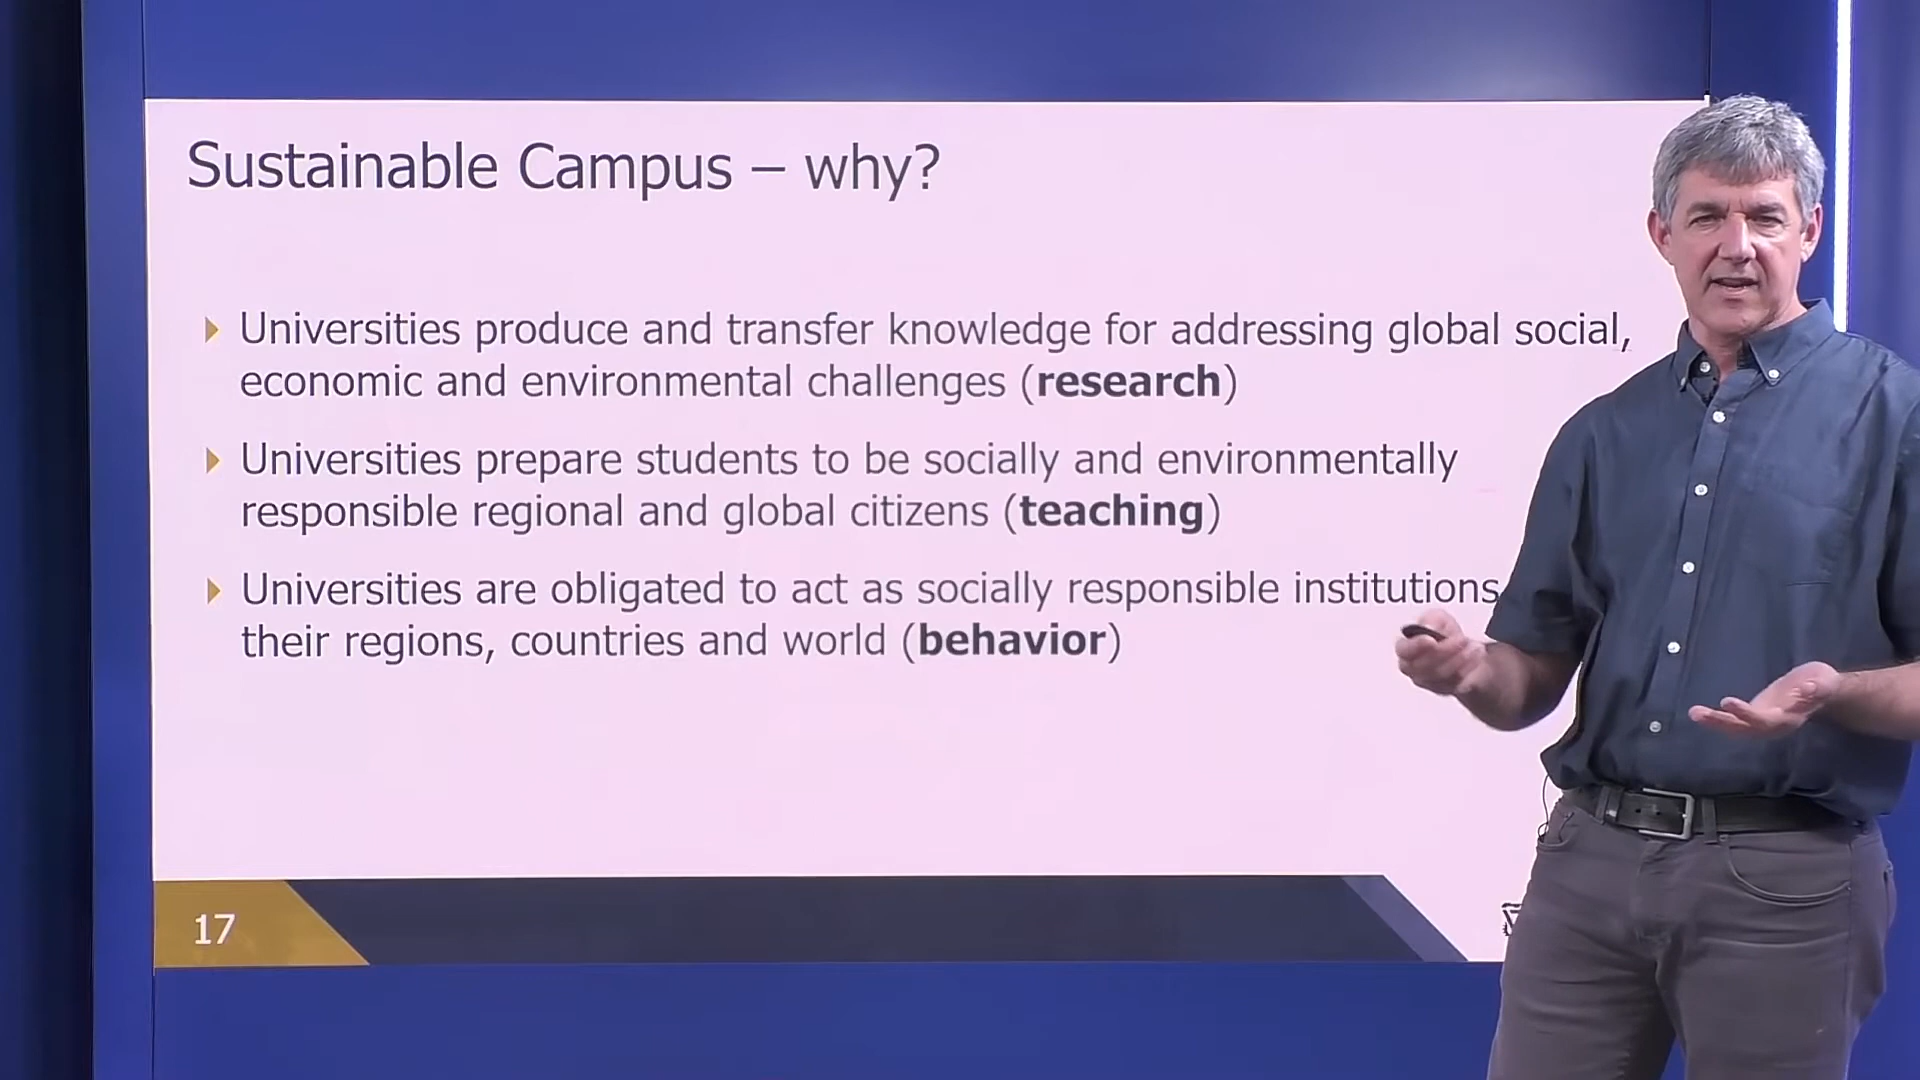 Sustainable Campus – why?
Universities produce and transfer knowledge for addressing global social,
economic and environmental challenges (research)
Universities prepare students to be socially and environmentally
responsible regional and global citizens (teaching)
Universities are obligated to act as socially responsible institutions
their regions, countries and world (behavior)
17